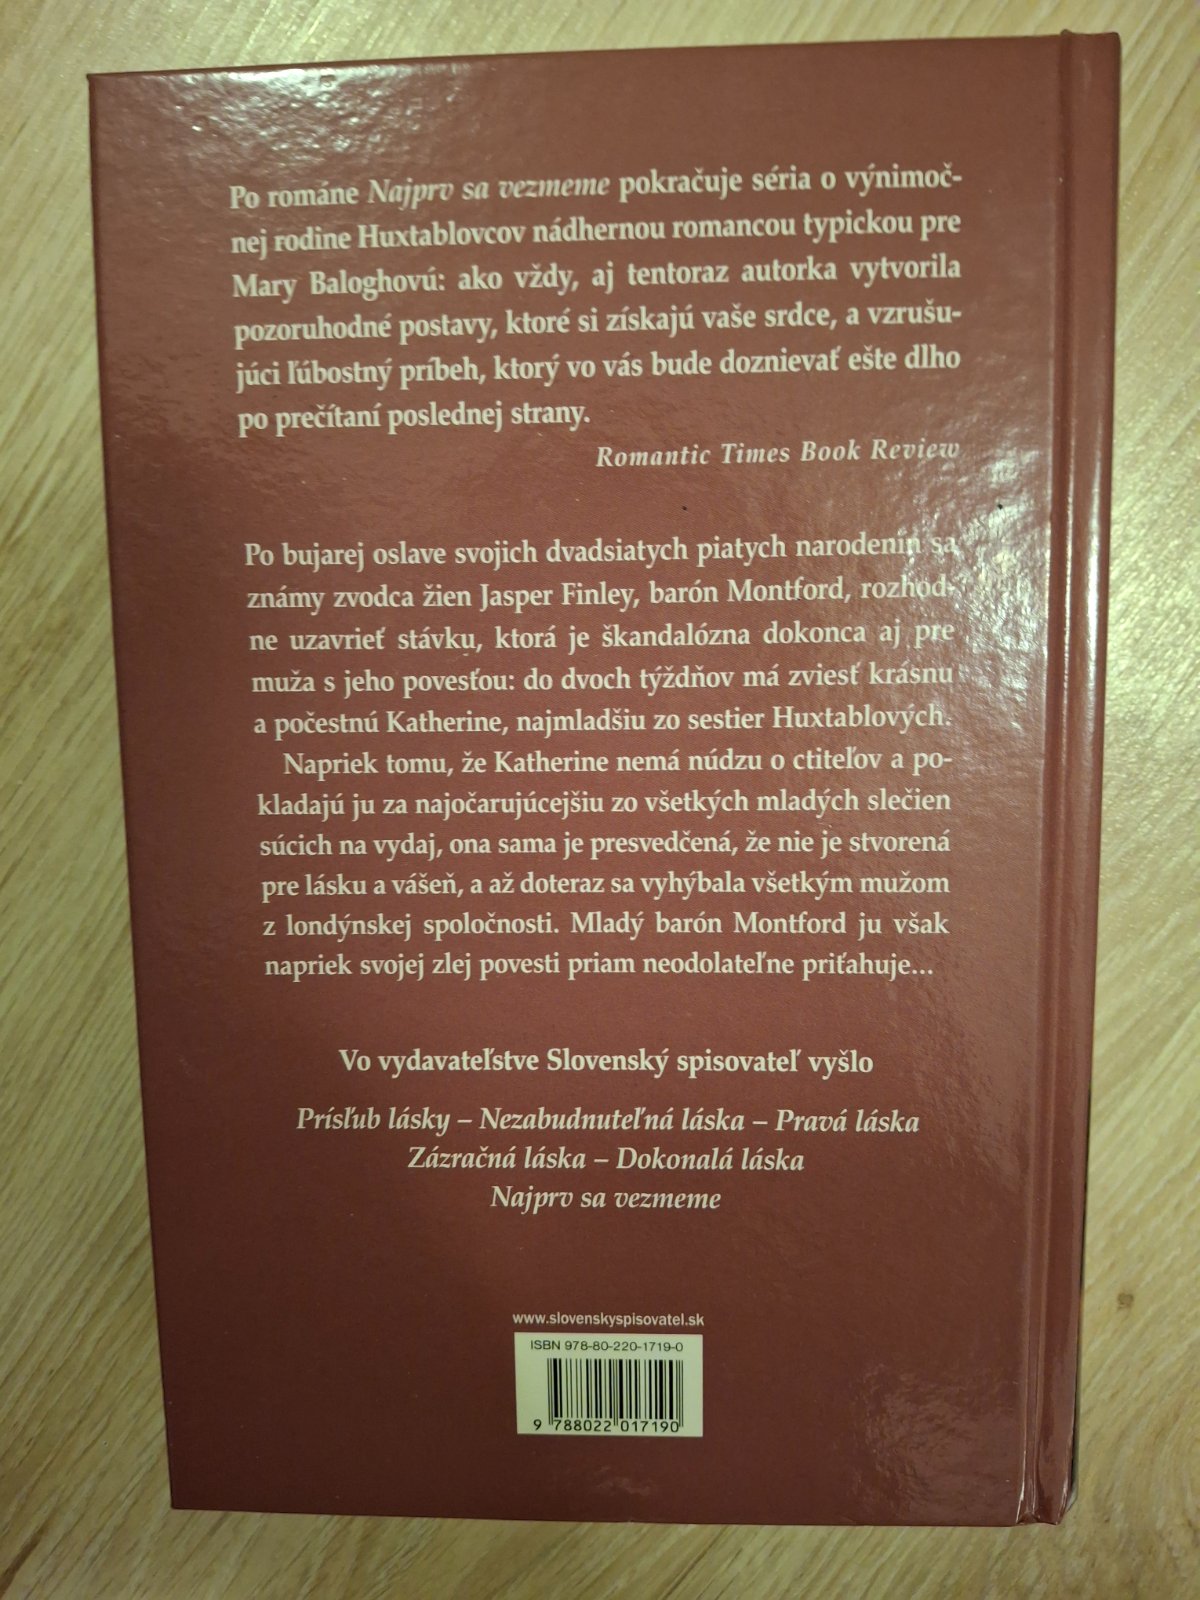 Po románe Najprv sa vezmeme pokračuje séria o výnimoč-
nej rodine Huxtablovcov nádhernou romancou typickou pre
Mary Baloghovú: ako vždy, aj tentoraz autorka vytvorila
pozoruhodné postavy, ktoré si získajú vaše srdce, a vzrušu-
júci ľúbostný príbeh, ktorý vo vás bude doznievať ešte dlho
po prečítaní poslednej strany.
Romantic Times Book Review
Po bujarej oslave svojich dvadsiatych piatych narodenín sa
známy zvodca žien Jasper Finley, barón Montford, rozhod-
ne uzavrieť stávku, ktorá je škandalózna dokonca aj pre
muža s jeho povesťou: do dvoch týždňov má zviesť krásnu
a počestnú Katherine, najmladšiu zo sestier Huxtablových.
Napriek tomu, že Katherine nemá núdzu o ctiteľov a po-
kladajú ju za najočarujúcejšiu zo všetkých mladých slečien
súcich na vydaj, ona sama je presvedčená, že nie je stvorená
pre lásku a vášeň, a až doteraz sa vyhýbala všetkým mužom
z londýnskej spoločnosti. Mladý barón Montford ju však
napriek svojej zlej povesti priam neodolateľne priťahuje...
Vo vydavateľstve Slovenský spisovateľ vyšlo
Prísľub lásky – Nezabudnuteľná láska – Pravá láska
Zázračná láska – Dokonalá láska
Najprv sa vezmeme
www.slovenskyspisovatel.sk
ISBN 978-80-220-1719-0
9 788022 017190